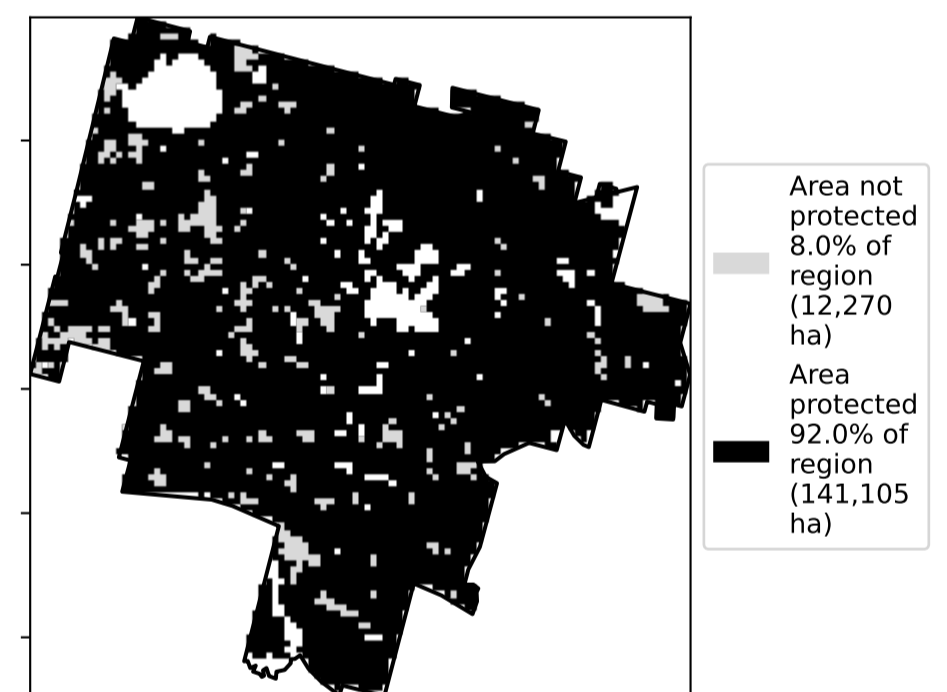 Area not
protected
8.0% of
region
(12,270
ha)
Area
protected
92.0% of
region
(141,105
ha)